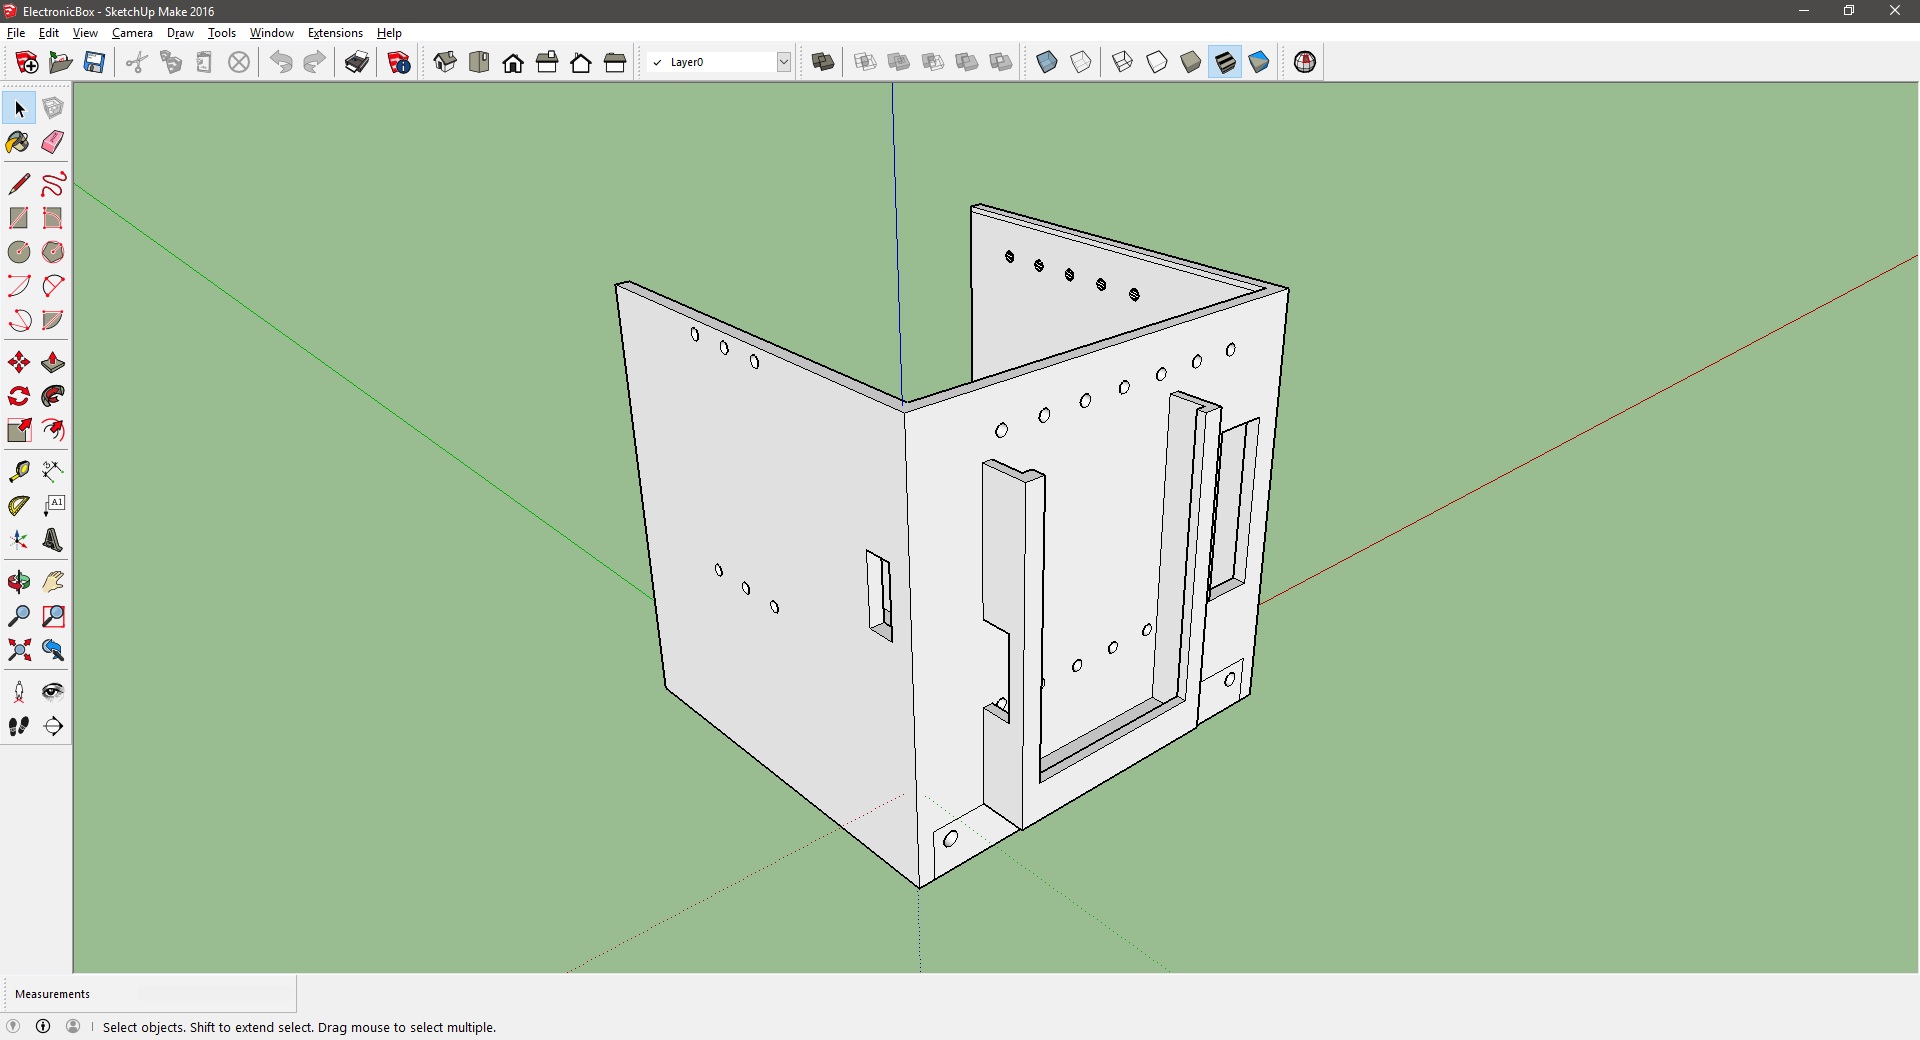 ElectronicBox - SketchUp Make 2016
File Edit View Camera Draw Tools Window Extensions Help
Layer0
A1
Measurements
Select objects. Shift to extend select. Drag mouse to select multiple.